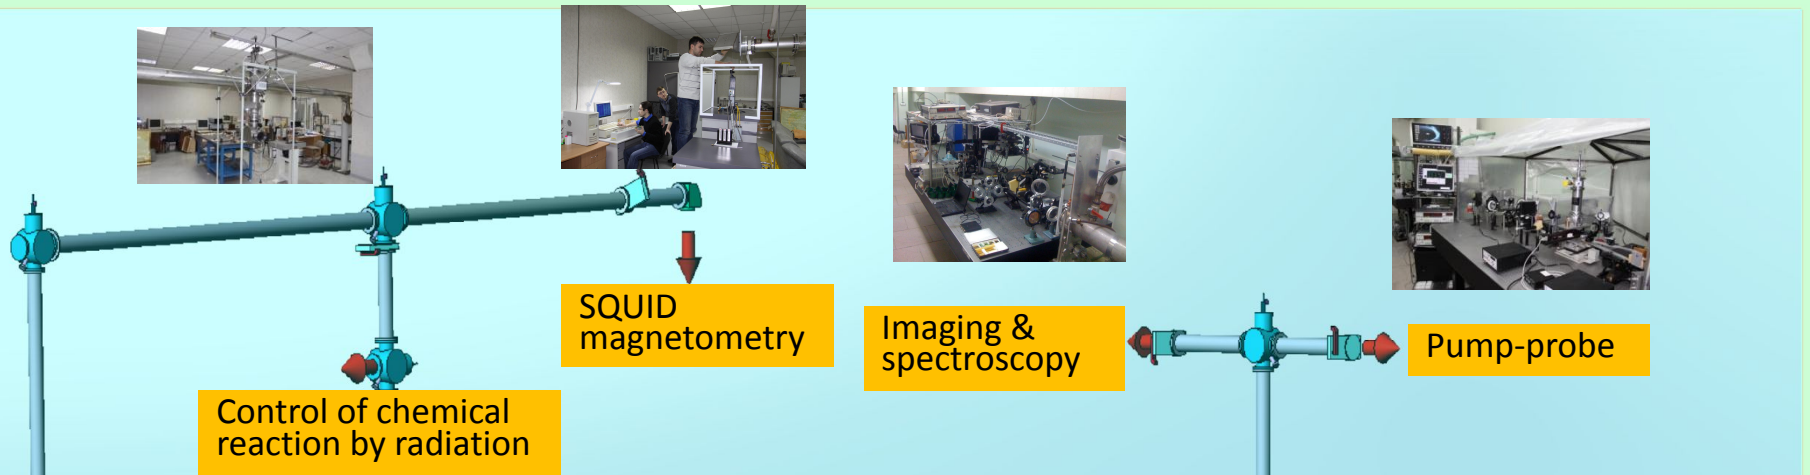 SQUID
magnetometry
Imaging &
spectroscopy
Pump-probe
Control of chemical
reaction by radiation